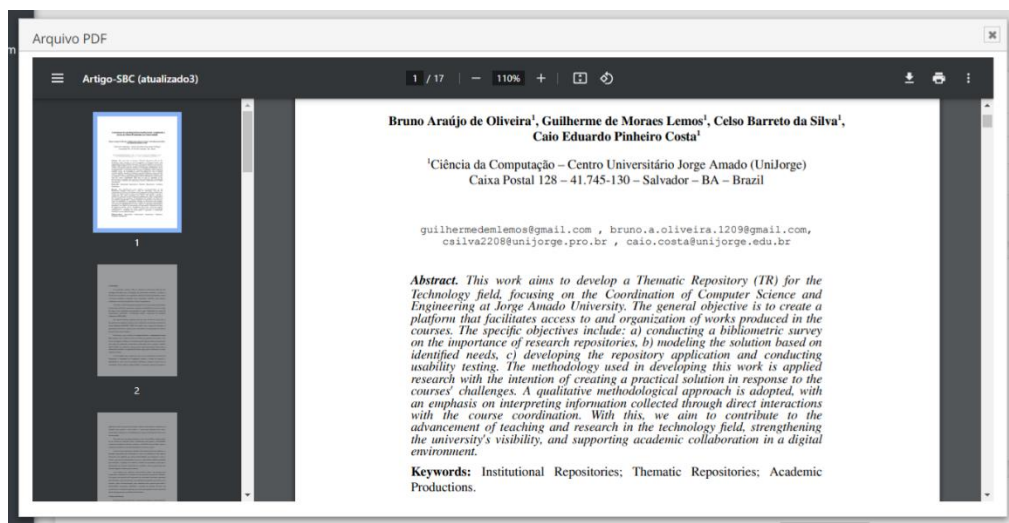 Arquivo PDF
m
Artigo-SBC (atualizado3)
1 / 17
110%
1
2
Bruno Araújo de Oliveira¹, Guilherme de Moraes Lemos¹, Celso Barreto da Silva¹,
Caio Eduardo Pinheiro Costa¹
¹Ciência da Computação – Centro Universitário Jorge Amado (UniJorge)
Caixa Postal 128 – 41.745-130 – Salvador – BA – Brazil
guilhermedemlemos@gmail.com , bruno.a.oliveira.1209@gmail.com,
csilva2208@unijorge.pro.br , caio.costa@unijorge.edu.br
Abstract. This work aims to develop a Thematic Repository (TR) for the
Technology field, focusing on the Coordination of Computer Science and
Engineering at Jorge Amado University. The general objective is to create a
platform that facilitates access to and organization of works produced in the
courses. The specific objectives include: a) conducting a bibliometric survey
on the importance of research repositories, b) modeling the solution based on
identified needs, c) developing the repository application and conducting
usability testing. The methodology used in developing this work is applied
research with the intention of creating a practical solution in response to the
courses' challenges. A qualitative methodological approach is adopted, with
an emphasis on interpreting information collected through direct interactions
with the course coordination. With this, we aim to contribute to the
advancement of teaching and research in the technology field, strengthening
the university's visibility, and supporting academic collaboration in a digital
environment.
Keywords: Institutional Repositories; Thematic Repositories; Academic
Productions.